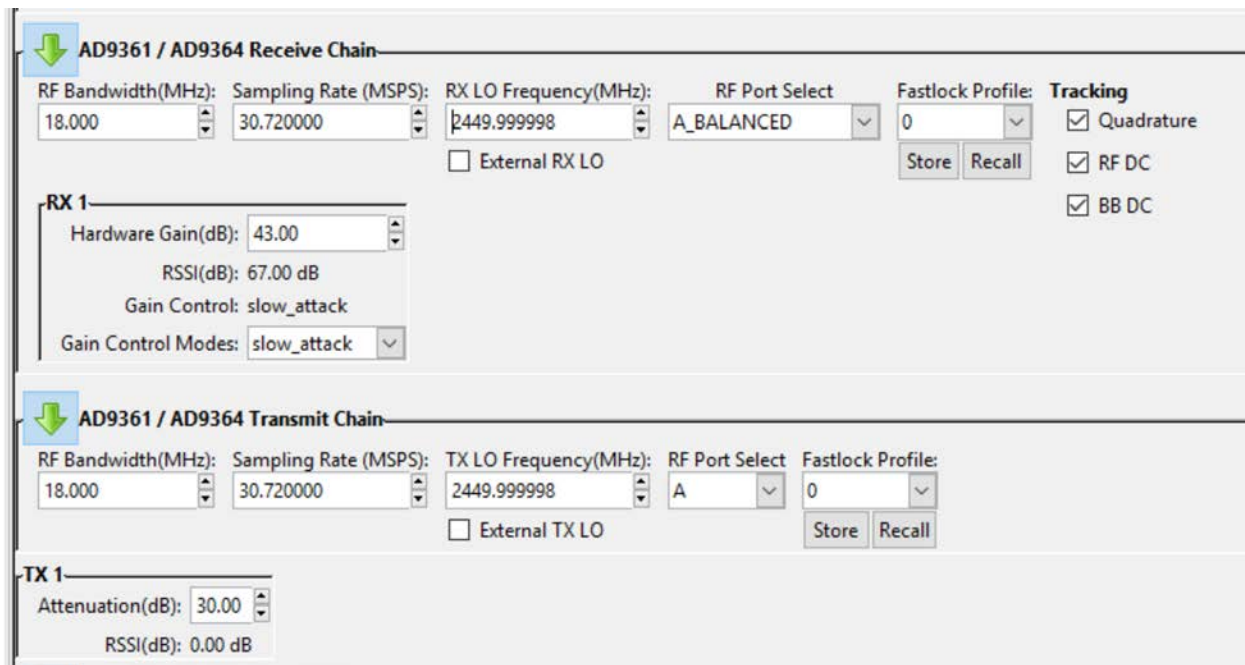 AD9361 / AD9364 Receive Chain
RF Bandwidth(MHz): Sampling Rate (MSPS): RX LO Frequency(MHz): RF Port Select Fastlock Profile: Tracking
18.000 30.720000 2449.999998 A_BALANCED 0 Quadrature
External RX LO Store Recall RF DC
BB DC
RX 1
Hardware Gain(dB): 43.00
RSSI(dB): 67.00 dB
Gain Control: slow_attack
Gain Control Modes: slow_attack
AD9361 / AD9364 Transmit Chain
RF Bandwidth(MHz): Sampling Rate (MSPS): TX LO Frequency(MHz): RF Port Select Fastlock Profile:
18.000 30.720000 2449.999998 A 0
External TX LO Store Recall
TX 1
Attenuation(dB): 30.00
RSSI(dB): 0.00 dB